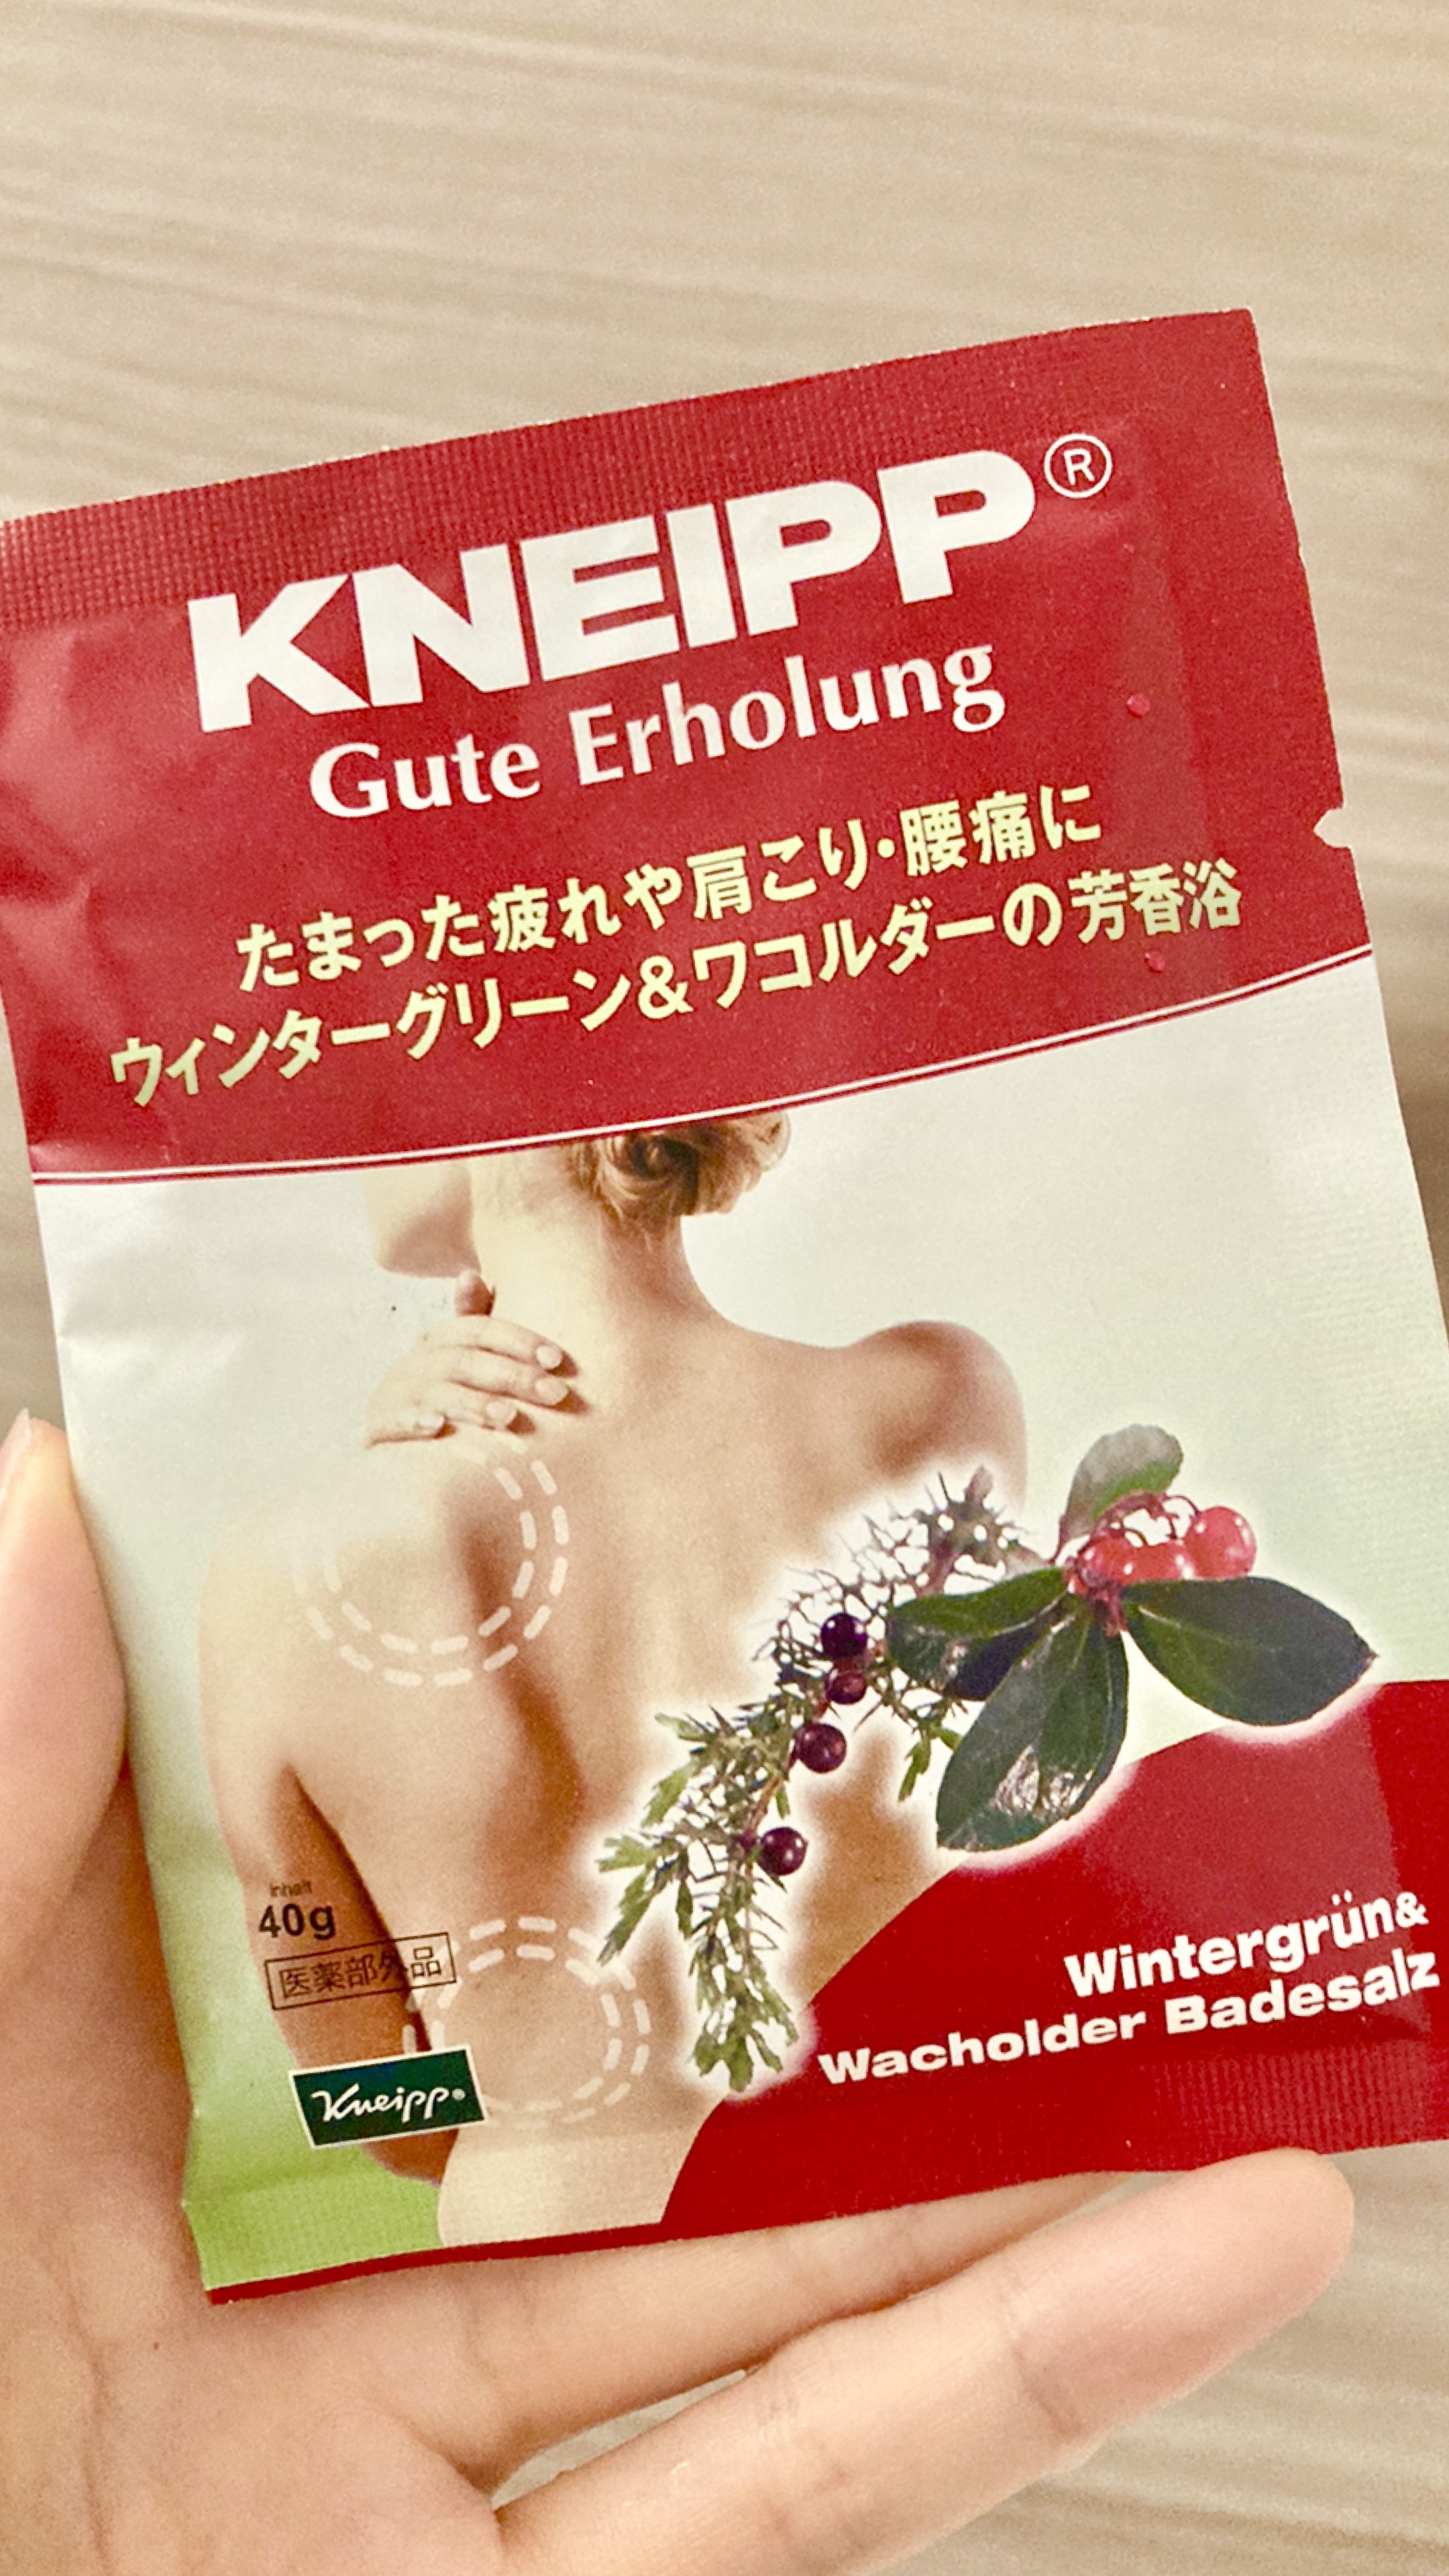 KNEIPP®
Gute Erholung
たまった疲れや肩こり・腰痛に
ウィンターグリーン&ワコルダーの芳香浴
Inhalt
40g
医薬部外品
Kneipp®
Wintergrün&
Wacholder Badesalz